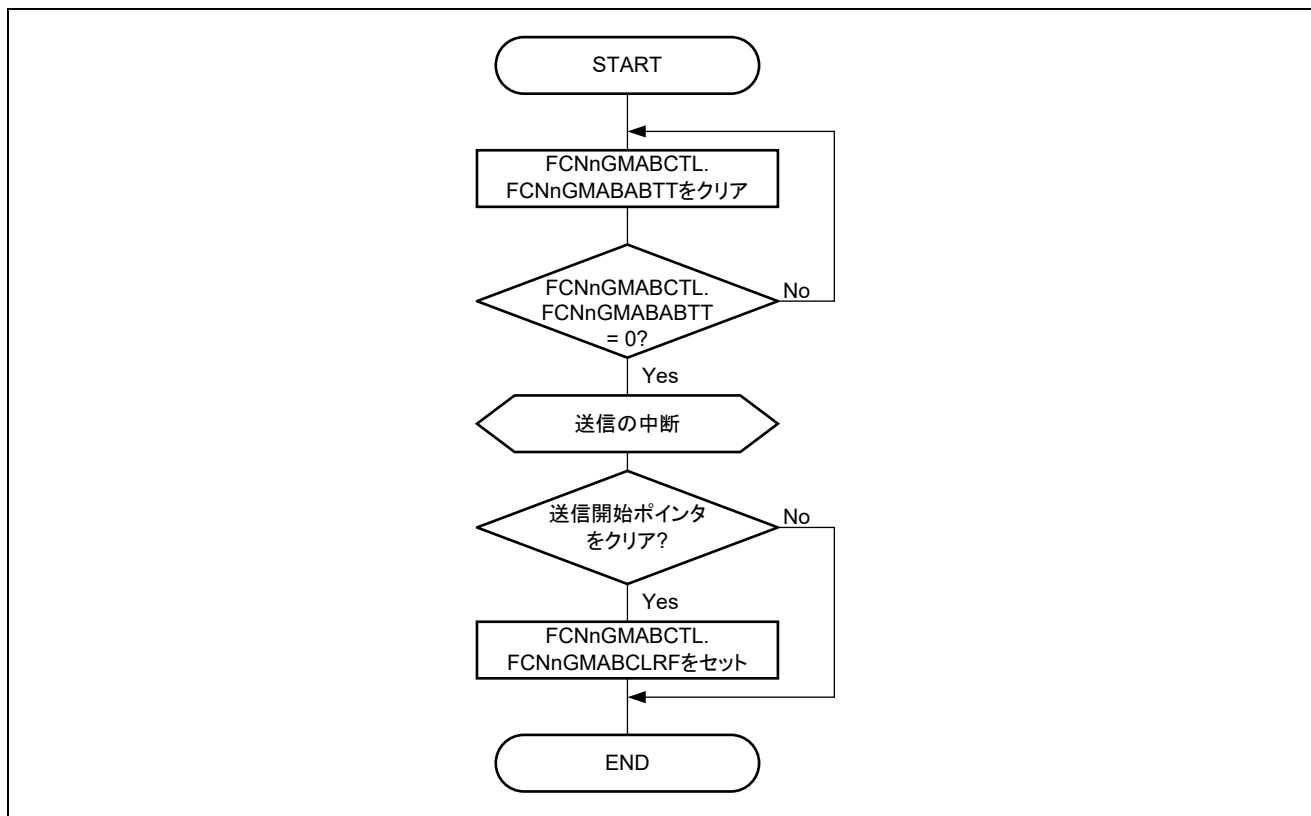 START
FCNnGMABCTL.
FCNnGMABABTTをクリア
FCNnGMABCTL.
FCNnGMABABTT
= 0?
No
Yes
送信の中断
送信開始ポインタ
をクリア?
No
Yes
FCNnGMABCTL.
FCNnGMABCLRFをセット
END